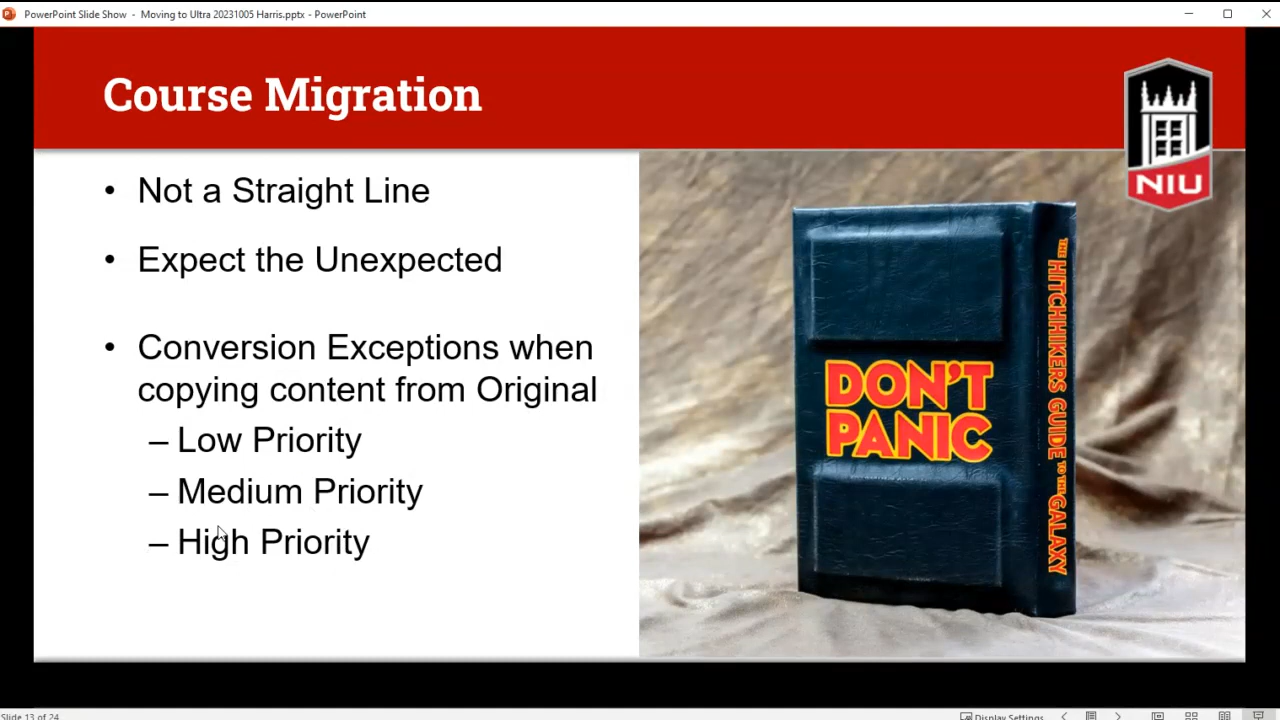 PowerPoint Slide Show - Moving to Ultra 20231005 Harris.pptx - PowerPoint
Course Migration
NIU
• Not a Straight Line
• Expect the Unexpected
• Conversion Exceptions when
copying content from Original
– Low Priority
– Medium Priority
– High Priority
DON'T
PANIC
THE HITCHHIKERS GUIDE TO THE GALAXY
Slide 13 of 24
Display Settings